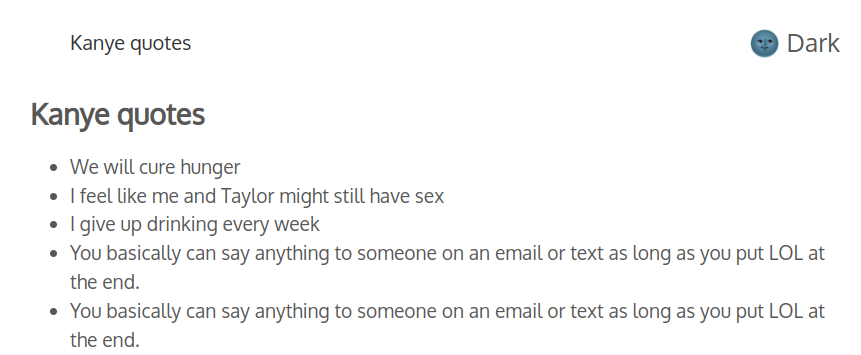 Kanye quotes
Dark
Kanye quotes
We will cure hunger
I feel like me and Taylor might still have sex
I give up drinking every week
You basically can say anything to someone on an email or text as long as you put LOL at
the end.
You basically can say anything to someone on an email or text as long as you put LOL at
the end.